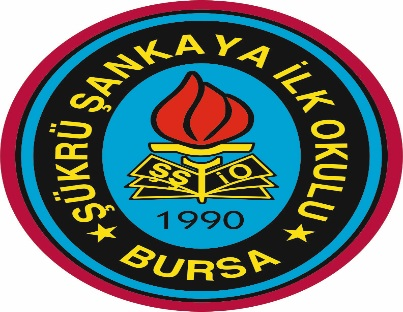 ŞÜKRÜ ŞANKAYA İLK OKULU
ŞŞ İO
1990
BURSA